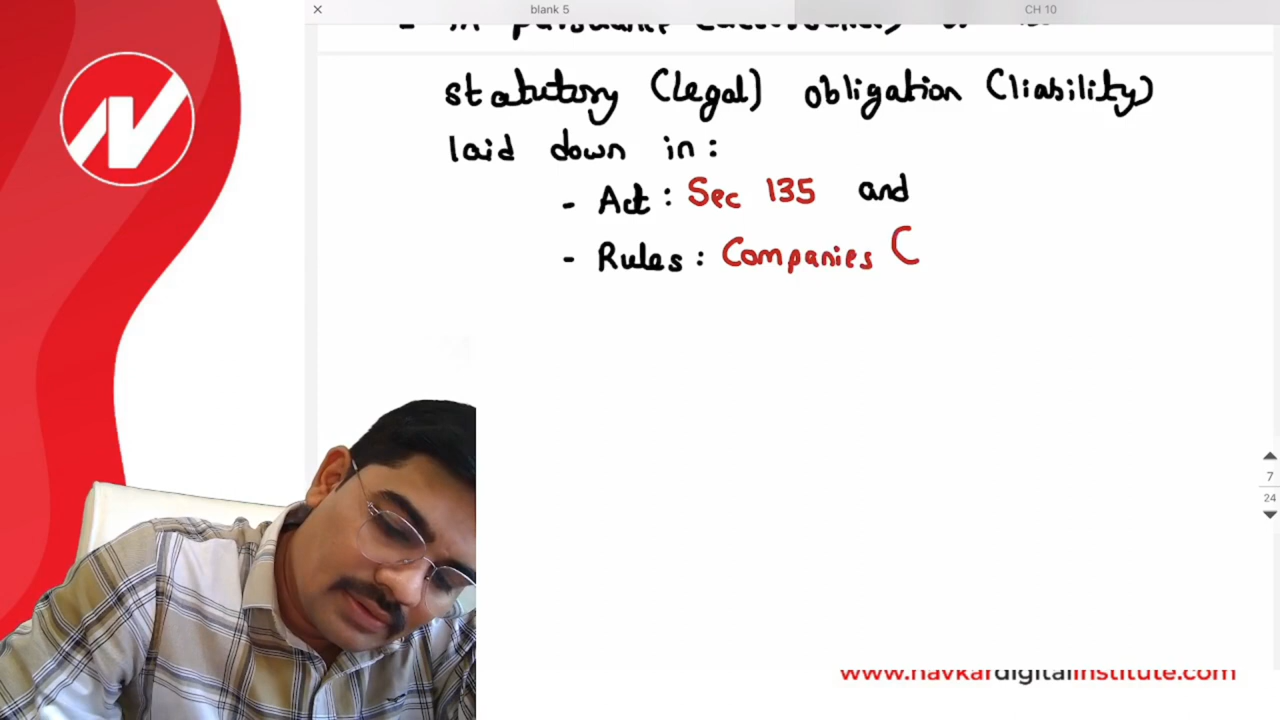 blank 5
CH 10
statutory (legal) obligation (liability)
laid down in:
- Act: Sec 135 and
- Rules: Companies (
7
24
www.navkardigitalinstitute.com